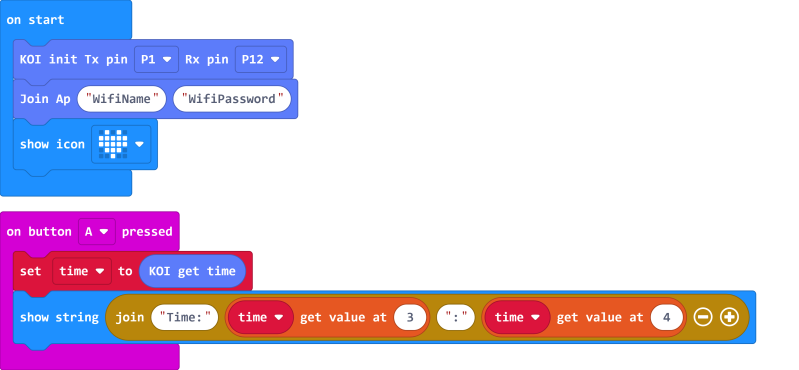 on start
KOI init Tx pin P1 Rx pin P12
Join Ap "WifiName" "WifiPassword"
show icon
on button A pressed
set time to KOI get time
show string join "Time:" time get value at 3 ":" time get value at 4